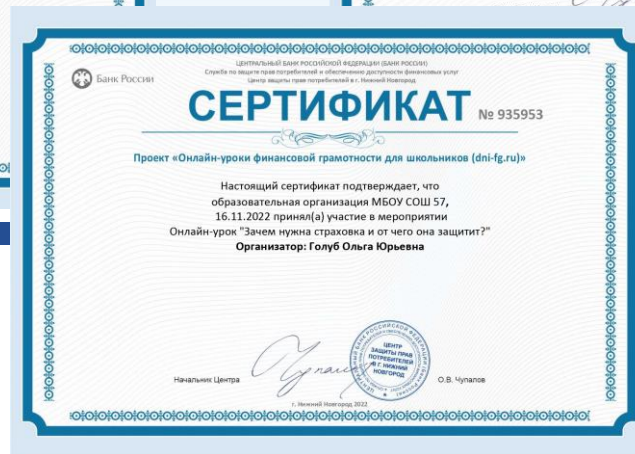 ЦЕНТРАЛЬНЫЙ БАНК РОССИЙСКОЙ ФЕДЕРАЦИИ (БАНК РОССИИ)
Служба по защите прав потребителей и обеспечению доступности финансовых услуг
Центр защиты прав потребителей в г. Нижний Новгород
Банк России
СЕРТИФИКАТ № 935953
Проект «Онлайн-уроки финансовой грамотности для школьников (dni-fg.ru)»
Настоящий сертификат подтверждает, что
образовательная организация МБОУ СОШ 57,
16.11.2022 принял(а) участие в мероприятии
Онлайн-урок "Зачем нужна страховка и от чего она защитит?"
Организатор: Голуб Ольга Юрьевна
ЦЕНТР
ЗАЩИТЫ ПРАВ
ПОТРЕБИТЕЛЕЙ
В Г. НИЖНИЙ
НОВГОРОД
Начальник Центра
О.В. Чупалов
г. Нижний Новгород 2022